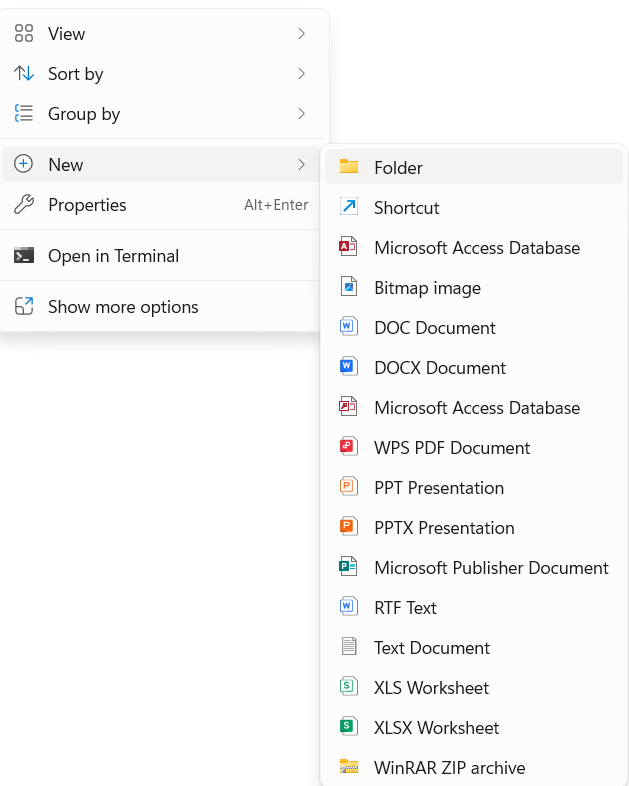 View
Sort by
Group by
New
Properties Alt+Enter
Open in Terminal
Show more options
Folder
Shortcut
Microsoft Access Database
Bitmap image
DOC Document
DOCX Document
Microsoft Access Database
WPS PDF Document
PPT Presentation
PPTX Presentation
Microsoft Publisher Document
RTF Text
Text Document
XLS Worksheet
XLSX Worksheet
WinRAR ZIP archive